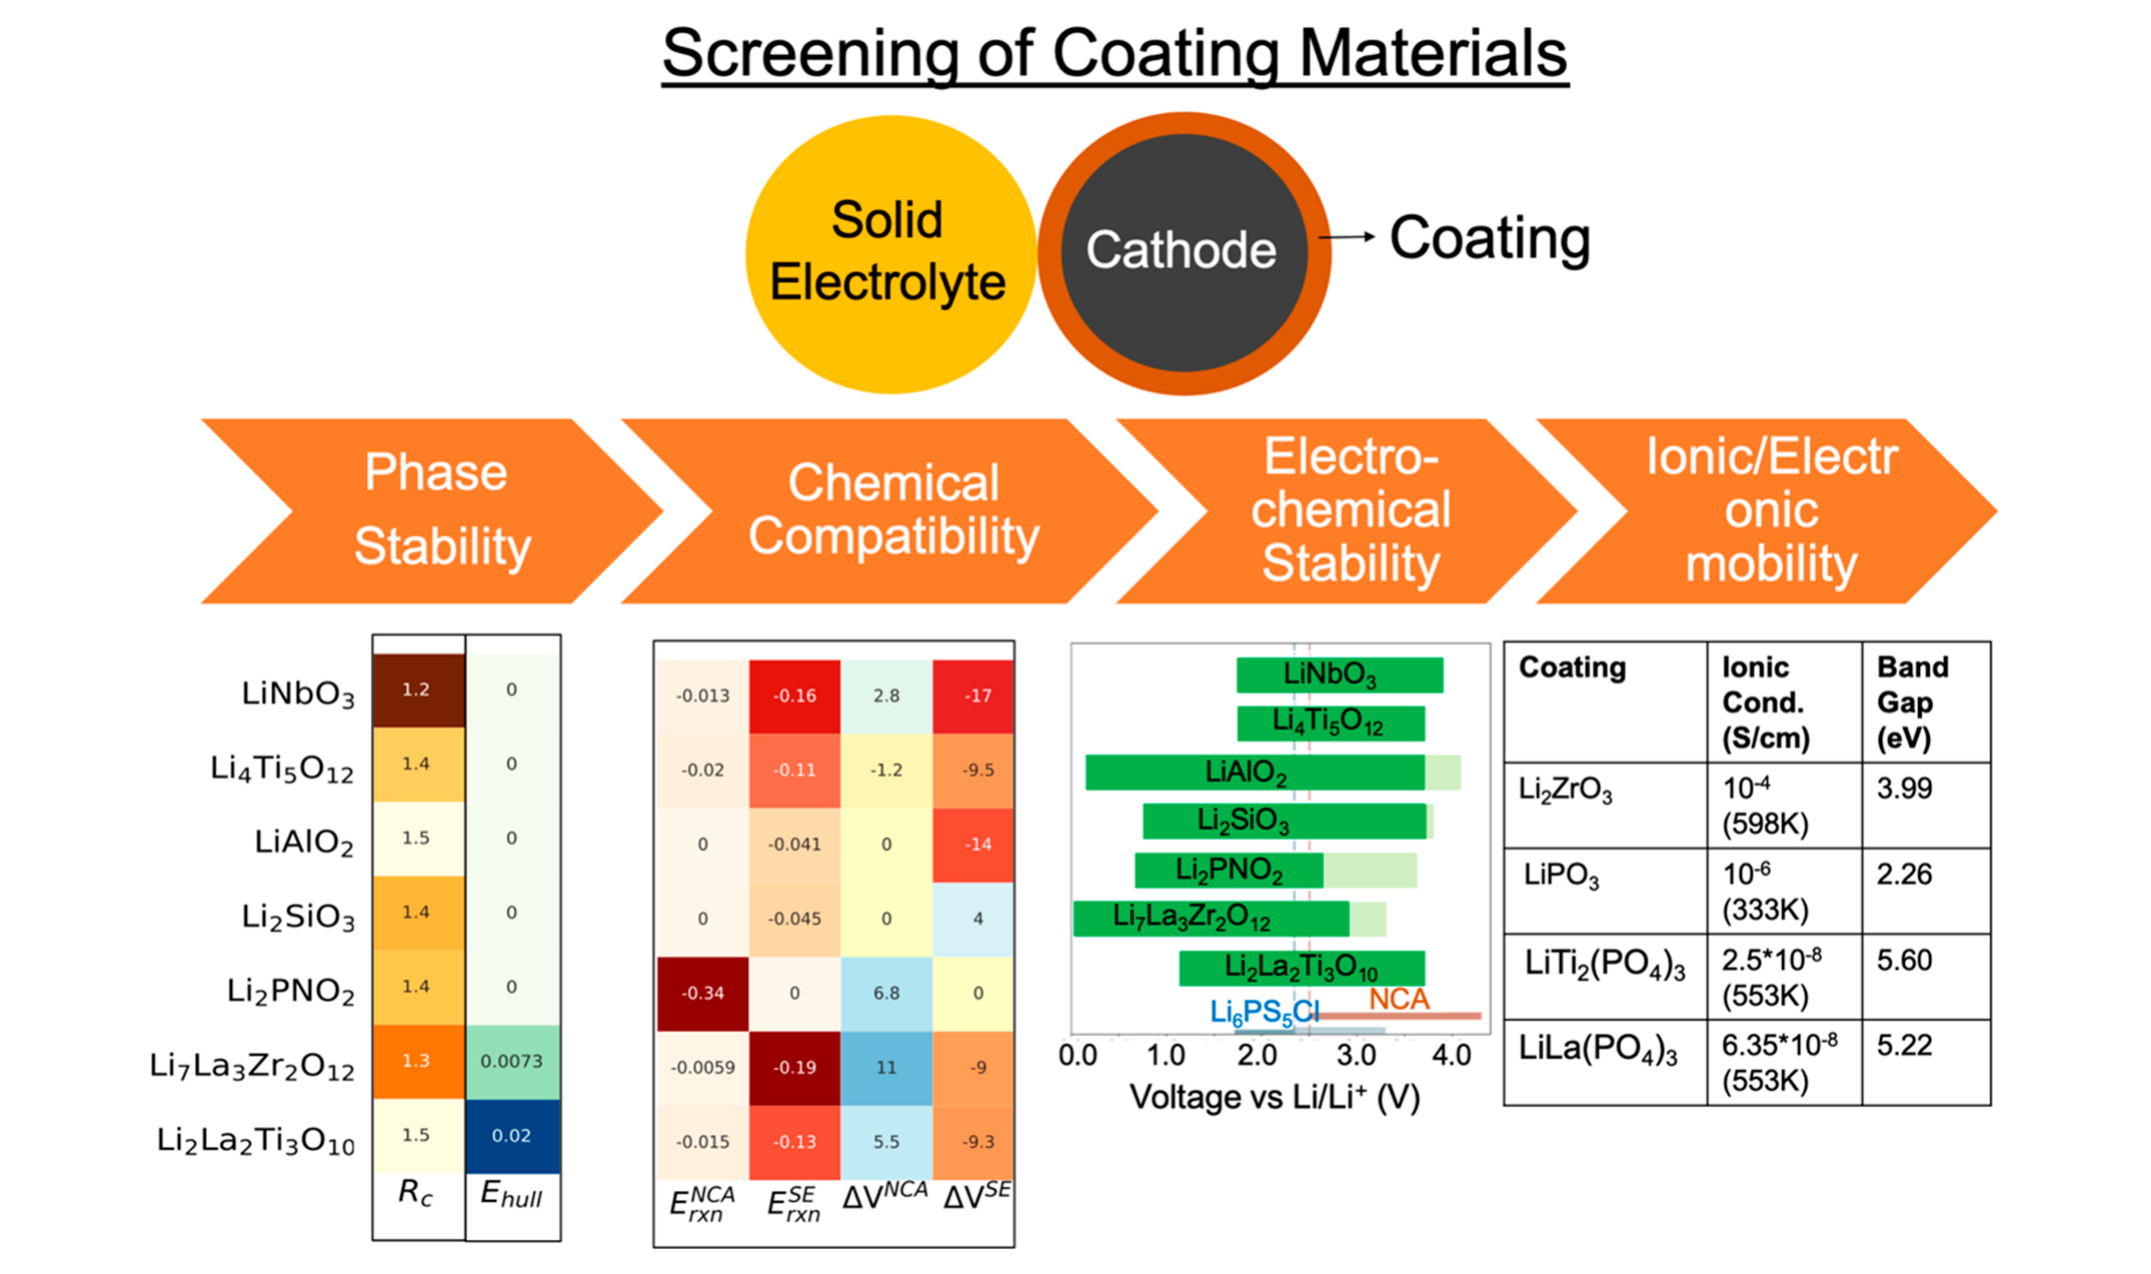 Screening of Coating Materials
Solid
Electrolyte
Cathode
Coating
Phase
Stability
Chemical
Compatibility
Electro-
chemical
Stability
Ionic/Electr
onic
mobility
LiNbO₃ 1.2 0
Li₄Ti₅O₁₂ 1.4 0
LiAlO₂ 1.5 0
Li₂SiO₃ 1.4 0
Li₂PNO₂ 1.4 0
Li₇La₃Zr₂O₁₂ 1.3 0.0073
Li₂La₂Ti₃O₁₀ 1.5 0.02
R_c E_hull
-0.013 -0.16 2.8 -17
-0.02 -0.11 -1.2 -9.5
0 -0.041 0 -14
0 -0.045 0 4
-0.34 0 6.8 0
-0.0059 -0.19 11 -9
-0.015 -0.13 5.5 -9.3
E_rxn^NCA E_rxn^SE ΔV^NCA ΔV^SE
LiNbO₃
Li₄Ti₅O₁₂
LiAlO₂
Li₂SiO₃
Li₂PNO₂
Li₇La₃Zr₂O₁₂
Li₂La₂Ti₃O₁₀
NCA
Li₆PS₅Cl
0.0 1.0 2.0 3.0 4.0
Voltage vs Li/Li⁺ (V)
Coating Ionic Cond. (S/cm) Band Gap (eV)
Li₂ZrO₃ 10⁻⁴ (598K) 3.99
LiPO₃ 10⁻⁶ (333K) 2.26
LiTi₂(PO₄)₃ 2.5*10⁻⁸ (553K) 5.60
LiLa(PO₄)₃ 6.35*10⁻⁸ (553K) 5.22